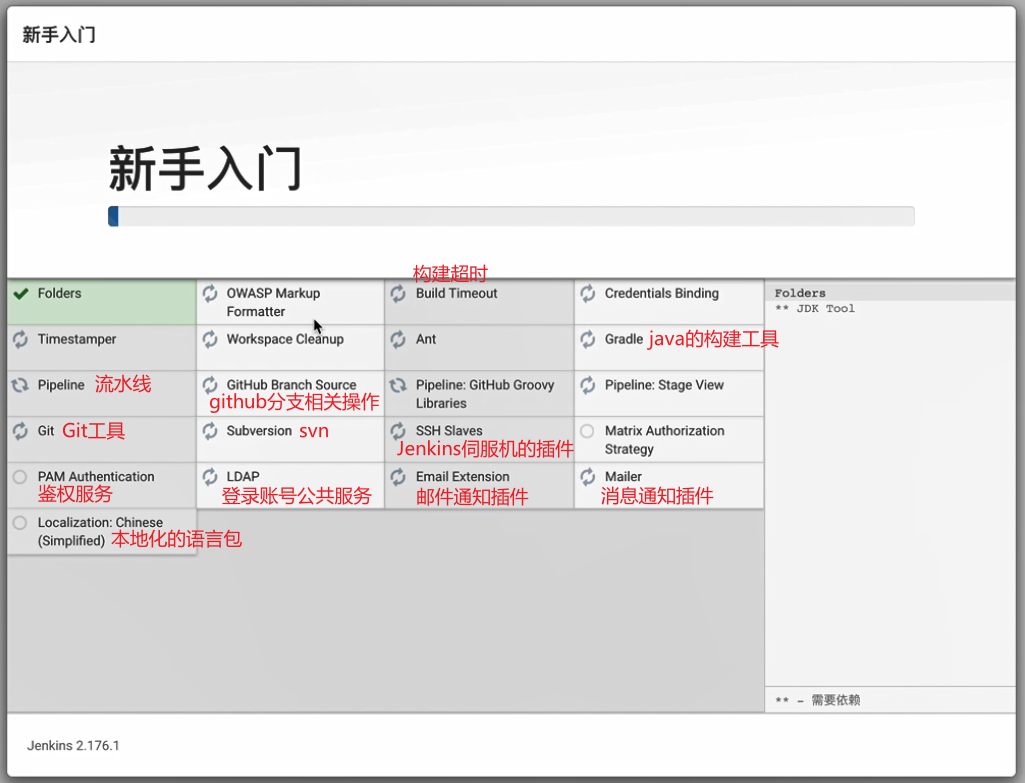 新手入门
新手入门
构建超时
Folders
OWASP Markup
Formatter
Build Timeout
Credentials Binding
Timestamper
Workspace Cleanup
Ant
Gradle java的构建工具
Pipeline 流水线
GitHub Branch Source
github分支相关操作
Pipeline: GitHub Groovy
Libraries
Pipeline: Stage View
Git Git工具
Subversion svn
SSH Slaves
Jenkins伺服机的插件
Matrix Authorization
Strategy
PAM Authentication
鉴权服务
LDAP
登录账号公共服务
Email Extension
邮件通知插件
Mailer
消息通知插件
Localization: Chinese
(Simplified) 本地化的语言包
Folders
** JDK Tool
** - 需要依赖
Jenkins 2.176.1